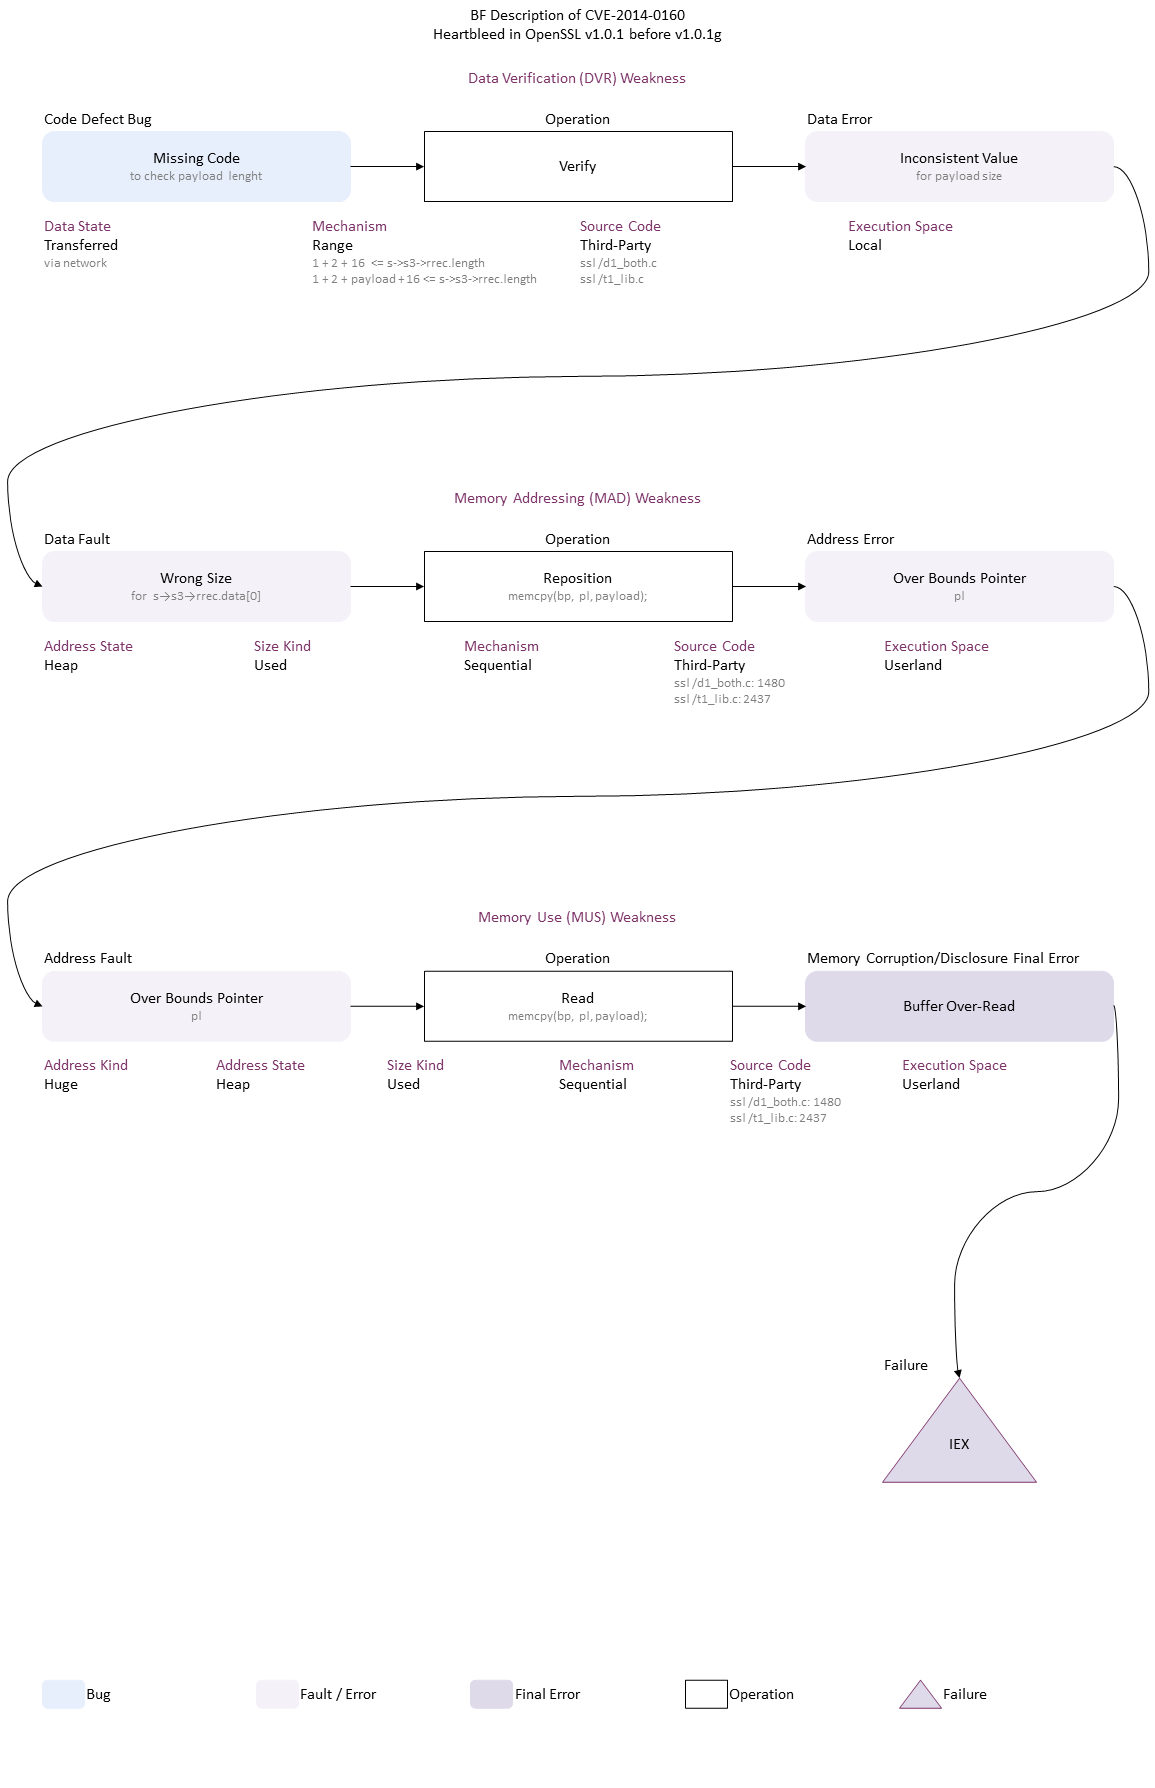 BF Description of CVE-2014-0160
Heartbleed in OpenSSL v1.0.1 before v1.0.1g
Data Verification (DVR) Weakness
Code Defect Bug
Operation
Data Error
Missing Code
to check payload lenght
Verify
Inconsistent Value
for payload size
Data State
Transferred
via network
Mechanism
Range
1 + 2 + 16 <= s->s3->rrec.length
1 + 2 + payload + 16 <= s->s3->rrec.length
Source Code
Third-Party
ssl/d1_both.c
ssl/t1_lib.c
Execution Space
Local
Memory Addressing (MAD) Weakness
Data Fault
Operation
Address Error
Wrong Size
for s→s3→rrec.data[0]
Reposition
memcpy(bp, pl, payload);
Over Bounds Pointer
pl
Address State
Heap
Size Kind
Used
Mechanism
Sequential
Source Code
Third-Party
ssl/d1_both.c: 1480
ssl/t1_lib.c: 2437
Execution Space
Userland
Memory Use (MUS) Weakness
Address Fault
Operation
Memory Corruption/Disclosure Final Error
Over Bounds Pointer
pl
Read
memcpy(bp, pl, payload);
Buffer Over-Read
Address Kind
Huge
Address State
Heap
Size Kind
Used
Mechanism
Sequential
Source Code
Third-Party
ssl/d1_both.c: 1480
ssl/t1_lib.c: 2437
Execution Space
Userland
Failure
IEX
Bug
Fault / Error
Final Error
Operation
Failure